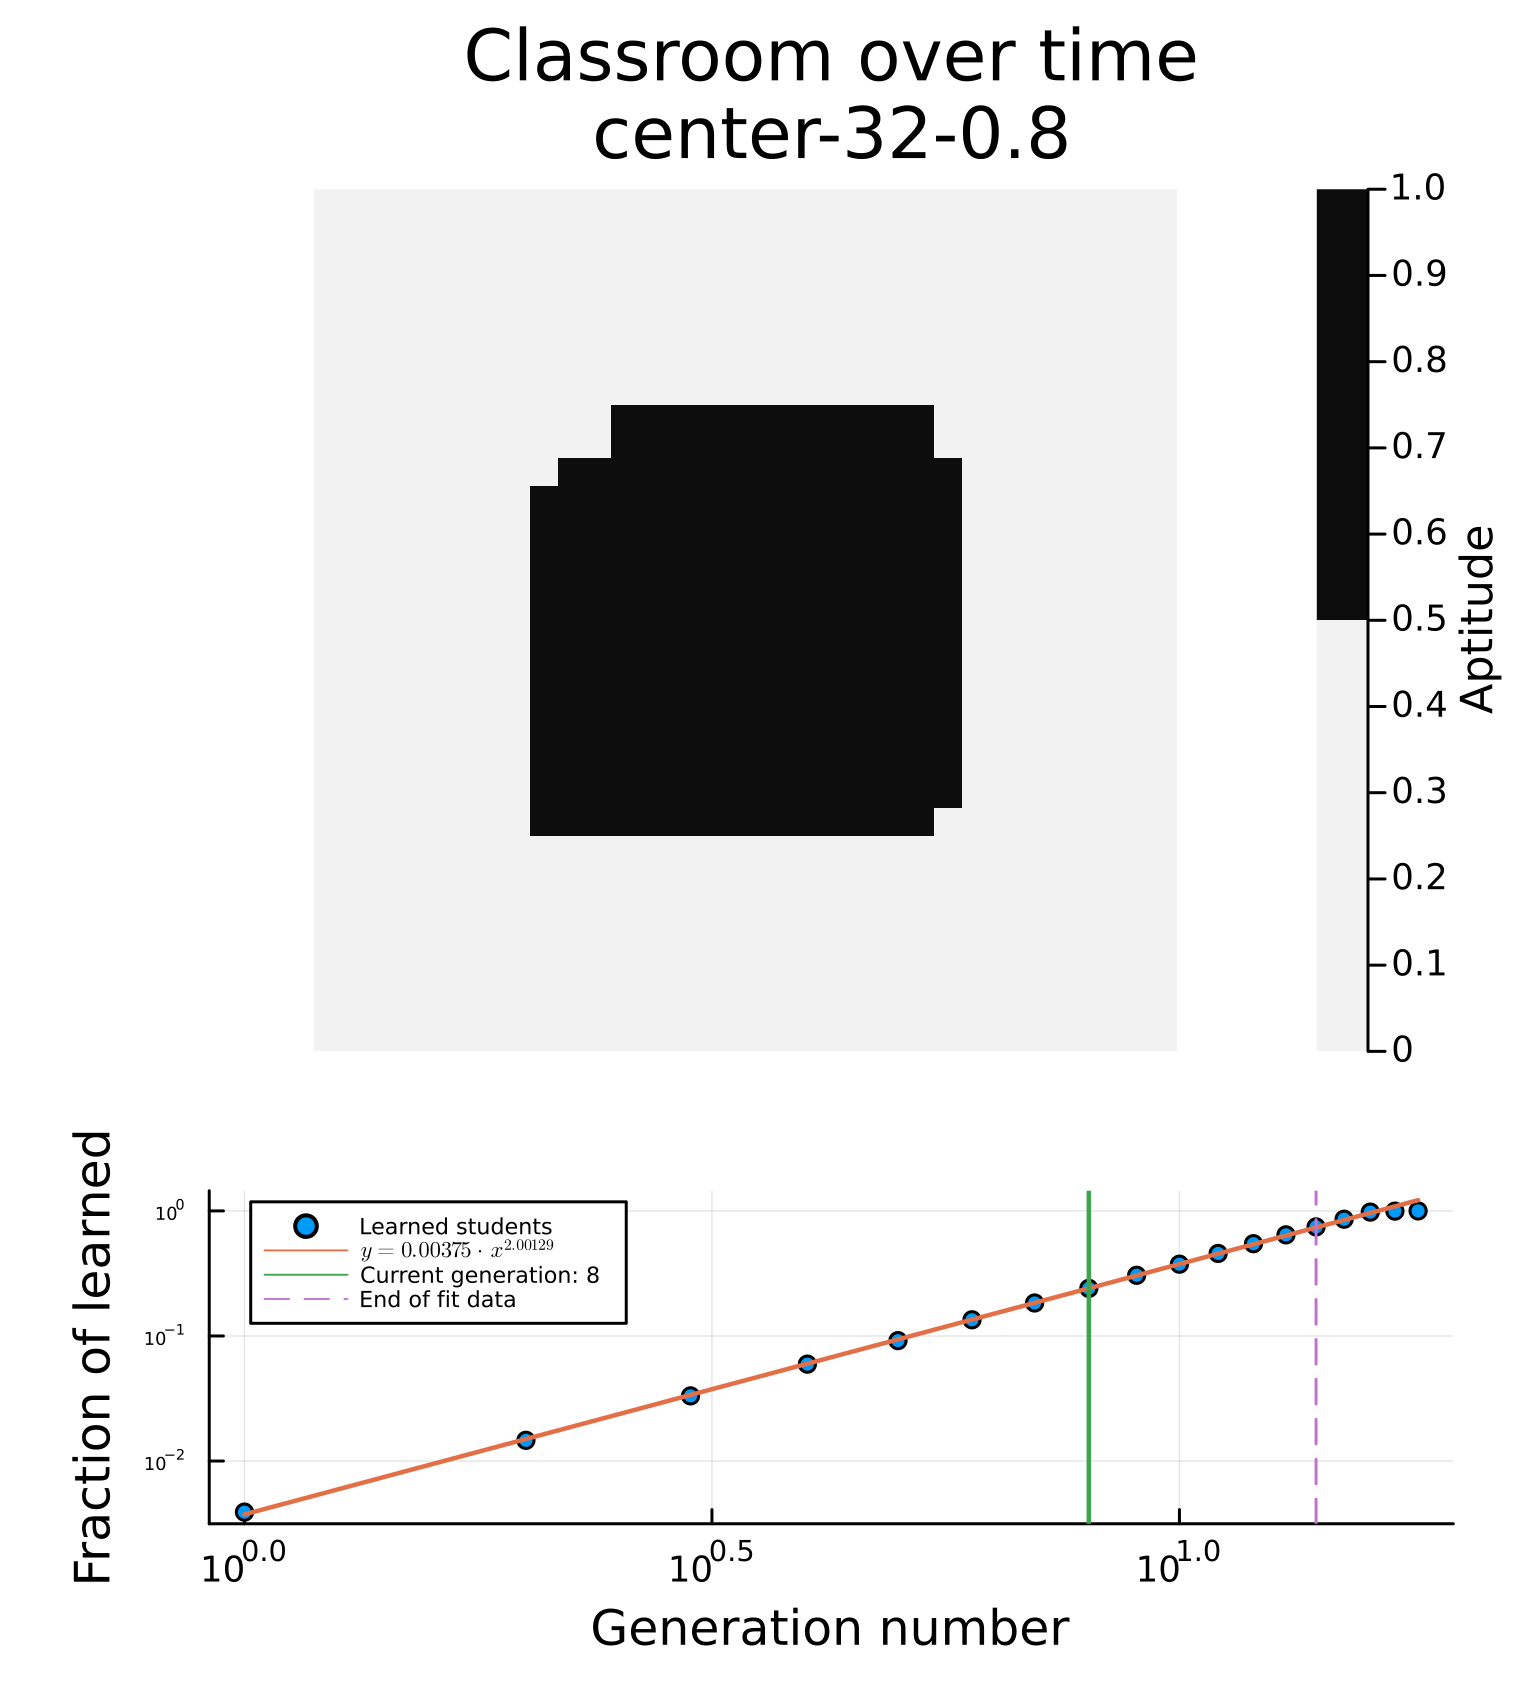 Classroom over time
center-32-0.8
1.0
0.9
0.8
0.7
0.6
0.5
0.4
0.3
0.2
0.1
0
Aptitude
Fraction of learned
10⁰
10⁻¹
10⁻²
Learned students
y = 0.00375 · x^2.00129
Current generation: 8
End of fit data
10^0.0
10^0.5
10^1.0
Generation number